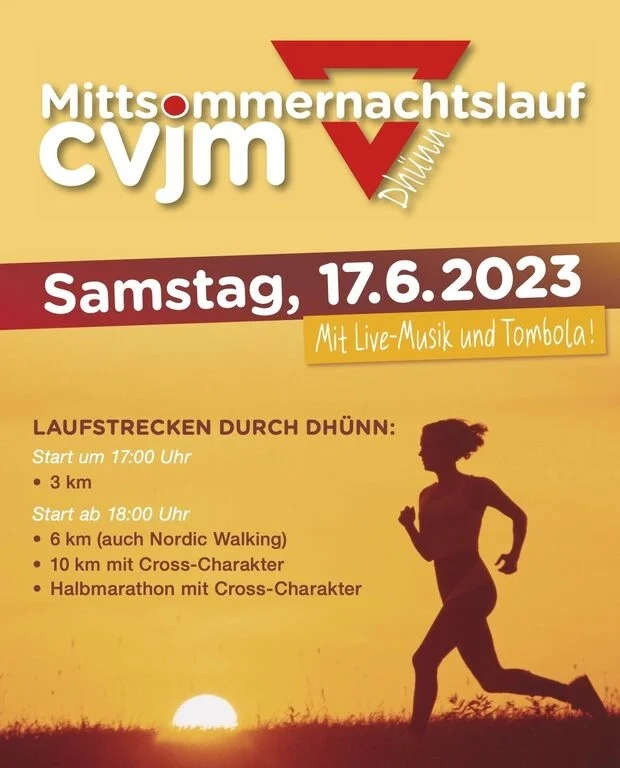 Mittsommernachtslauf
cvjm
Dhünn
Samstag, 17.6.2023
Mit Live-Musik und Tombola!
LAUFSTRECKEN DURCH DHÜNN:
Start um 17:00 Uhr
• 3 km
Start ab 18:00 Uhr
• 6 km (auch Nordic Walking)
• 10 km mit Cross-Charakter
• Halbmarathon mit Cross-Charakter